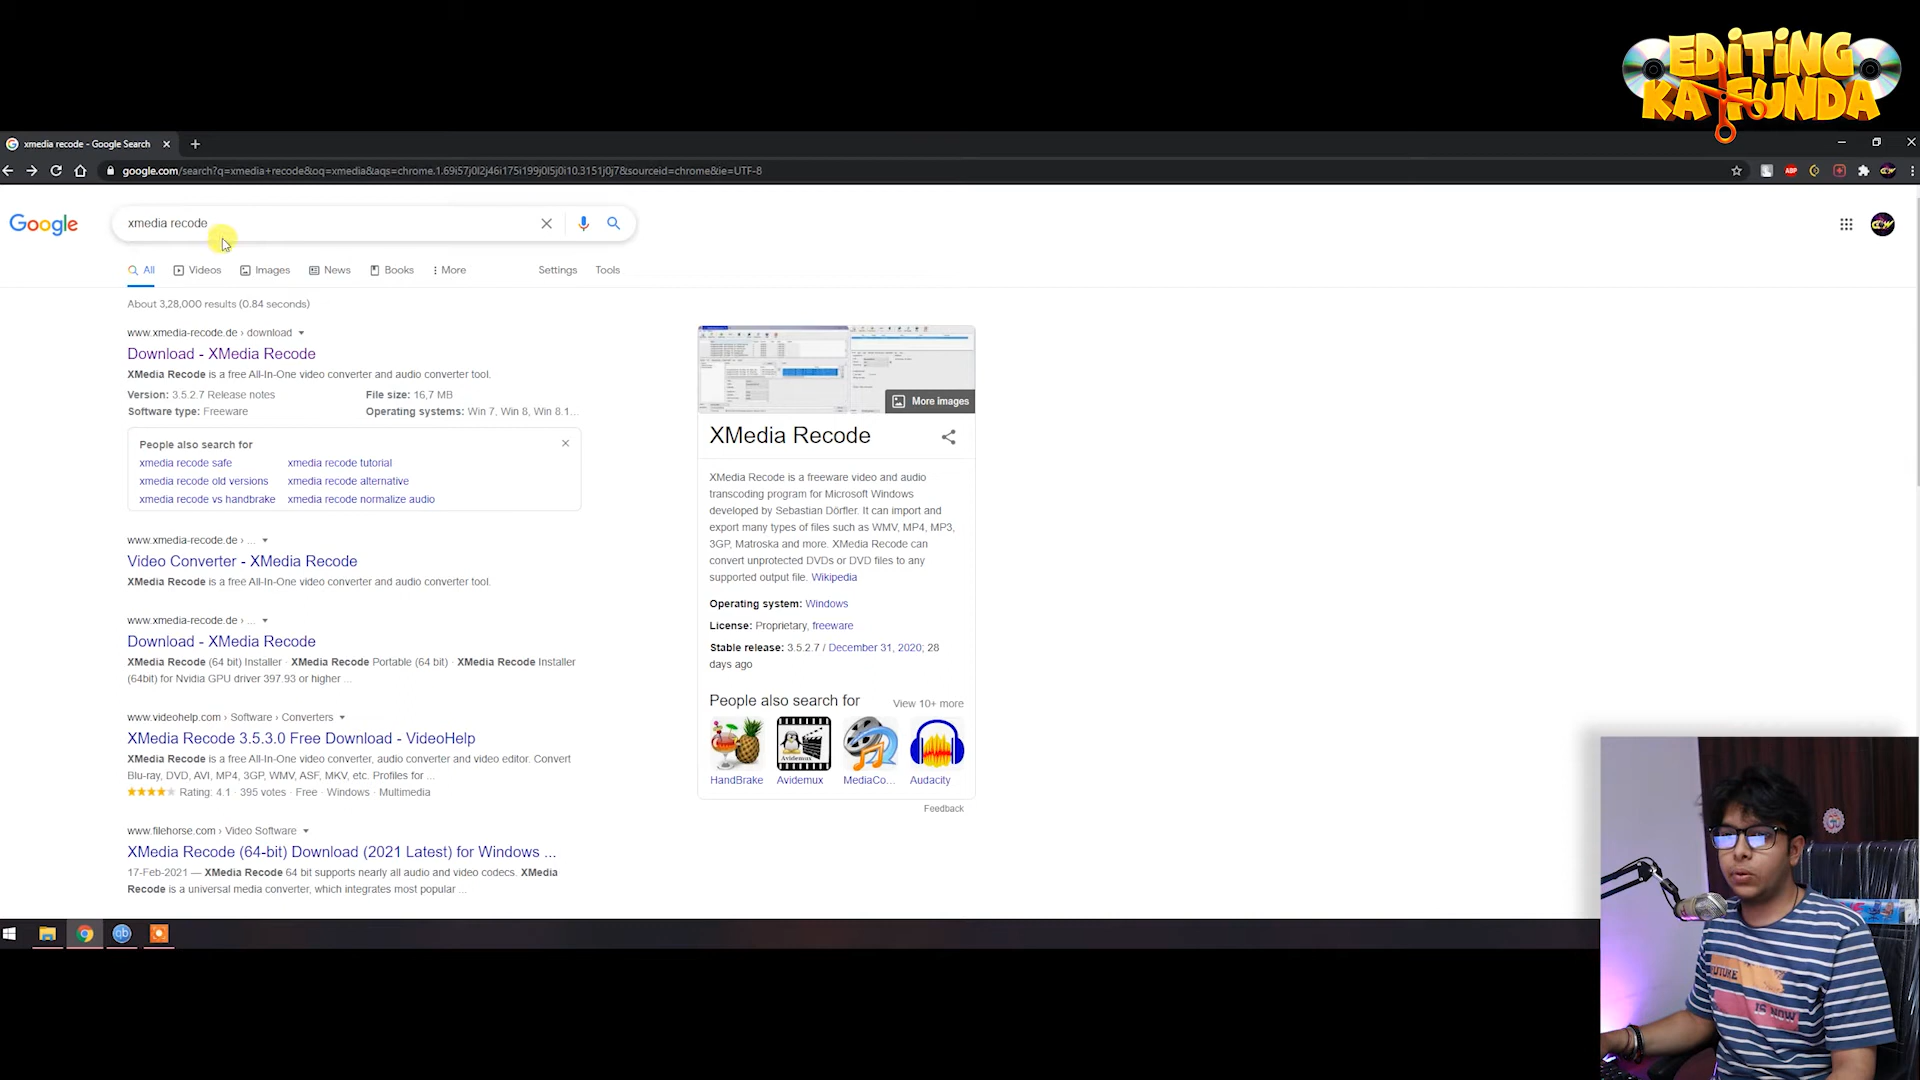 EDITING
KA FUNDA
xmedia recode - Google Search
google.com/search?q=xmedia+recode&oq=xmedia&aqs=chrome.1.69i57j0l2j46i175i199j0l5j0i10.3151j0j7&sourceid=chrome&ie=UTF-8
ABP
Google
xmedia recode
All Videos Images News Books More Settings Tools
About 3,28,000 results (0.84 seconds)
www.xmedia-recode.de › download
Download - XMedia Recode
XMedia Recode is a free All-In-One video converter and audio converter tool.
Version: 3.5.2.7 Release notes File size: 16,7 MB
Software type: Freeware Operating systems: Win 7, Win 8, Win 8.1...
People also search for
xmedia recode safe xmedia recode tutorial
xmedia recode old versions xmedia recode alternative
xmedia recode vs handbrake xmedia recode normalize audio
www.xmedia-recode.de › ...
Video Converter - XMedia Recode
XMedia Recode is a free All-In-One video converter and audio converter tool.
www.xmedia-recode.de › ...
Download - XMedia Recode
XMedia Recode (64 bit) Installer · XMedia Recode Portable (64 bit) · XMedia Recode Installer
(64bit) for Nvidia GPU driver 397.93 or higher ...
www.videohelp.com › Software › Converters
XMedia Recode 3.5.3.0 Free Download - VideoHelp
XMedia Recode is a free All-In-One video converter, audio converter and video editor. Convert
Blu-ray, DVD, AVI, MP4, 3GP, WMV, ASF, MKV, etc. Profiles for ...
Rating: 4.1 · 395 votes · Free · Windows · Multimedia
www.filehorse.com › Video Software
XMedia Recode (64-bit) Download (2021 Latest) for Windows ...
17-Feb-2021 — XMedia Recode 64 bit supports nearly all audio and video codecs. XMedia
Recode is a universal media converter, which integrates most popular ...
More images
XMedia Recode
XMedia Recode is a freeware video and audio
transcoding program for Microsoft Windows
developed by Sebastian Dörfler. It can import and
export many types of files such as WMV, MP4, MP3,
3GP, Matroska and more. XMedia Recode can
convert unprotected DVDs or DVD files to any
supported output file. Wikipedia
Operating system: Windows
License: Proprietary, freeware
Stable release: 3.5.2.7 / December 31, 2020; 28
days ago
People also search for View 10+ more
Avidemux
HandBrake Avidemux MediaCo... Audacity
Feedback
qb
FUTURE
IS NOW